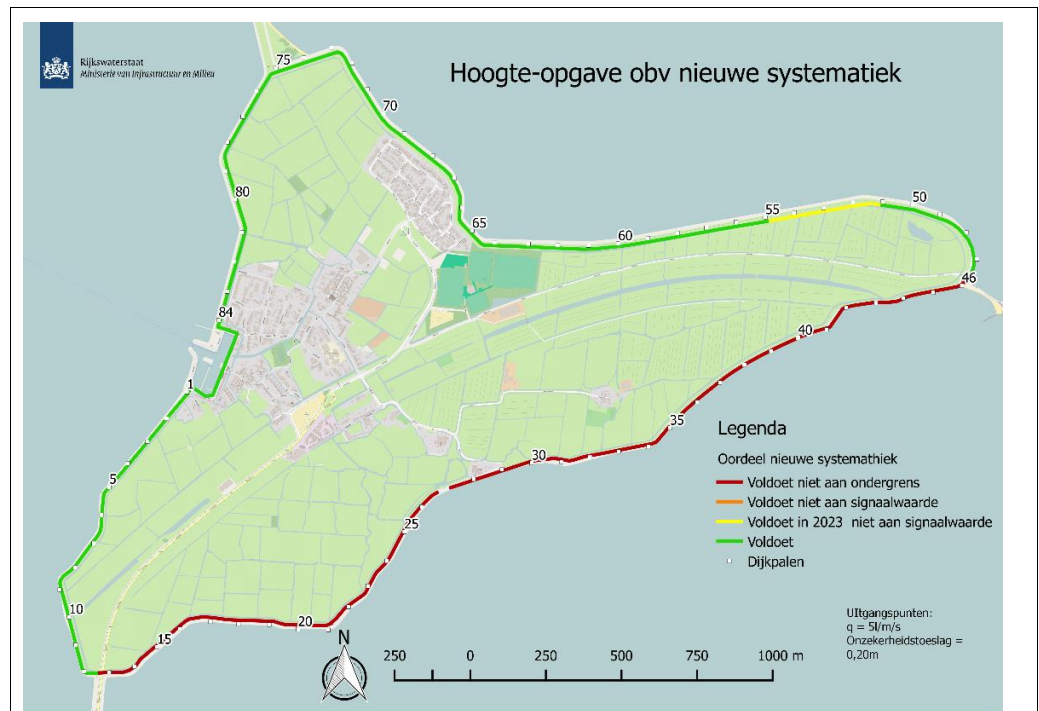 Rijkswaterstaat
Ministerie van Infrastructuur en Milieu
Hoogte-opgave obv nieuwe systematiek
75
70
80
65
60
55
50
46
84
40
1
35
5
30
25
10
20
15
Legenda
Oordeel nieuwe systemathiek
Voldoet niet aan ondergrens
Voldoet niet aan signaalwaarde
Voldoet in 2023 niet aan signaalwaarde
Voldoet
Dijkpalen
UItgangspunten:
q = 5l/m/s
Onzekerheidstoeslag =
0,20m
N
250 0 250 500 750 1000 m